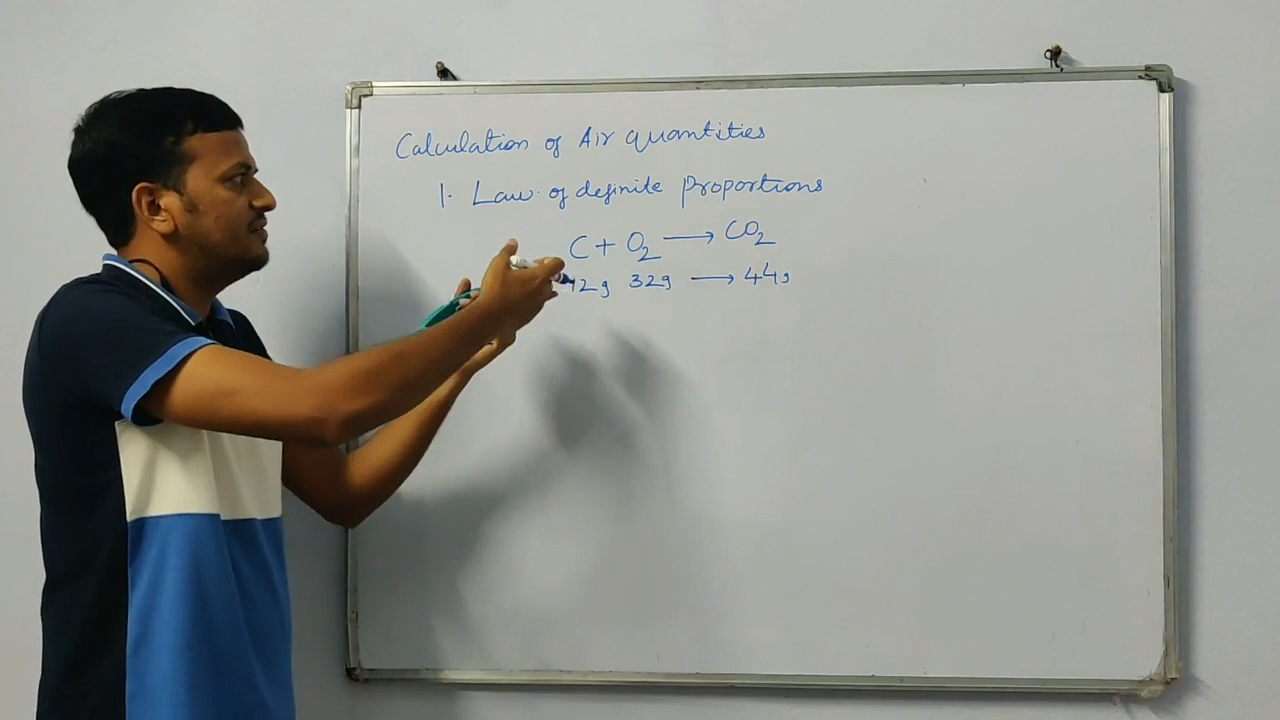 Calculation of Air quantities
1. Law of definite Proportions
C + O₂ → CO₂
12g 32g → 44g